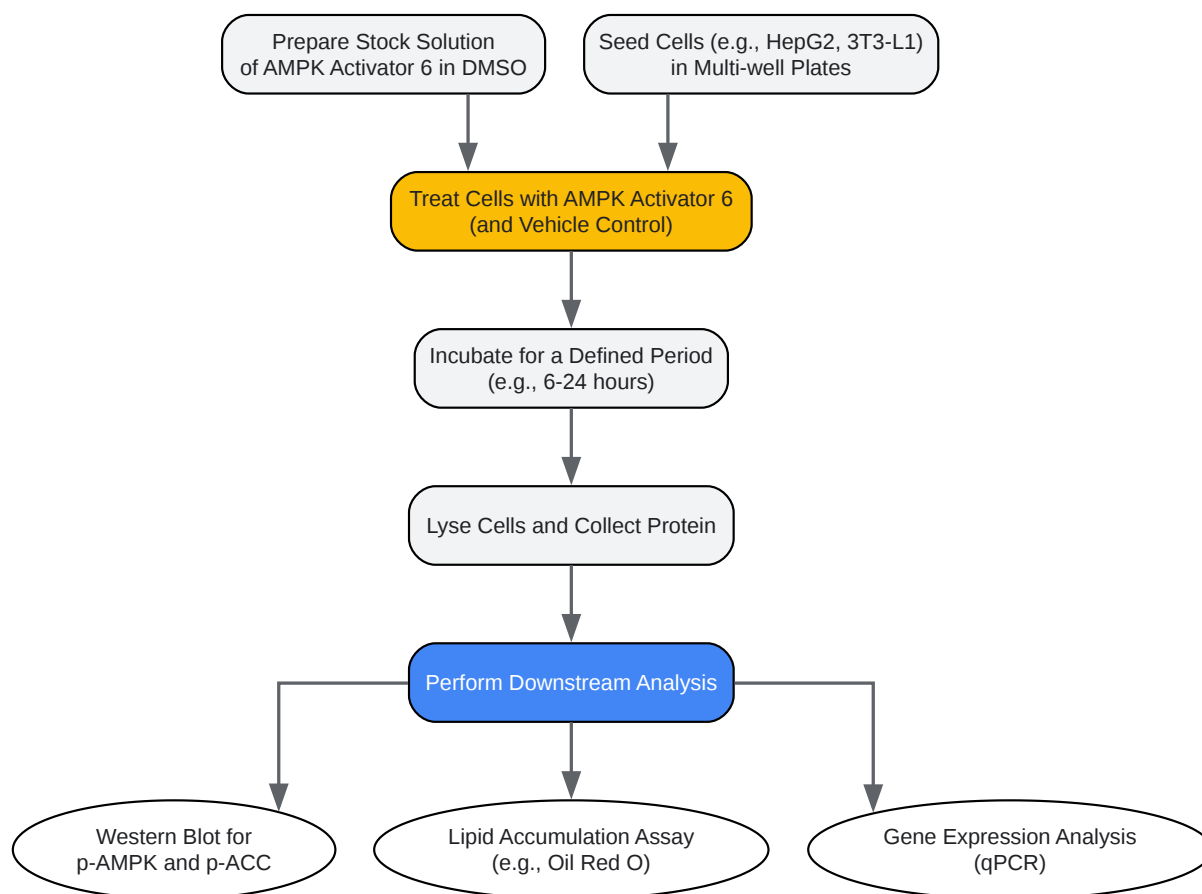 Prepare Stock Solution
of AMPK Activator 6 in DMSO
Seed Cells (e.g., HepG2, 3T3-L1)
in Multi-well Plates
Treat Cells with AMPK Activator 6
(and Vehicle Control)
Incubate for a Defined Period
(e.g., 6-24 hours)
Lyse Cells and Collect Protein
Perform Downstream Analysis
Western Blot for
p-AMPK and p-ACC
Lipid Accumulation Assay
(e.g., Oil Red O)
Gene Expression Analysis
(qPCR)